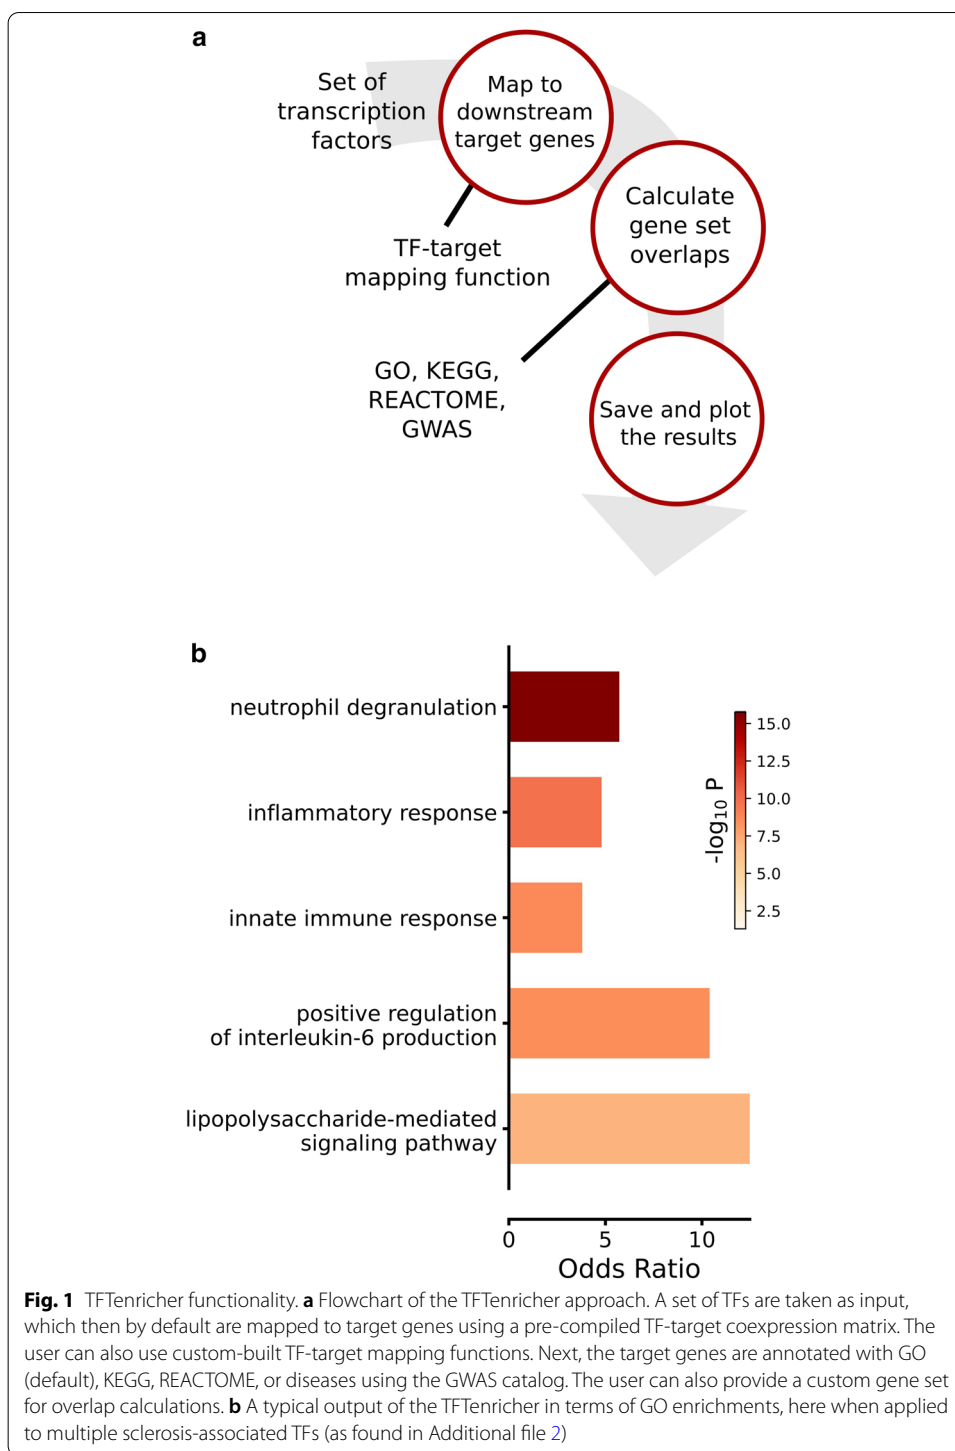 a
Set of
transcription
factors
Map to
downstream
target genes
Calculate
gene set
overlaps
TF-target
mapping function
GO, KEGG,
REACTOME,
GWAS
Save and plot
the results
b
neutrophil degranulation
inflammatory response
innate immune response
positive regulation
of interleukin-6 production
lipopolysaccharide-mediated
signaling pathway
-log10 P
15.0
12.5
10.0
7.5
5.0
2.5
0 5 10
Odds Ratio
Fig. 1 TFTenricher functionality. a Flowchart of the TFTenricher approach. A set of TFs are taken as input,
which then by default are mapped to target genes using a pre-compiled TF-target coexpression matrix. The
user can also use custom-built TF-target mapping functions. Next, the target genes are annotated with GO
(default), KEGG, REACTOME, or diseases using the GWAS catalog. The user can also provide a custom gene set
for overlap calculations. b A typical output of the TFTenricher in terms of GO enrichments, here when applied
to multiple sclerosis-associated TFs (as found in Additional file 2)